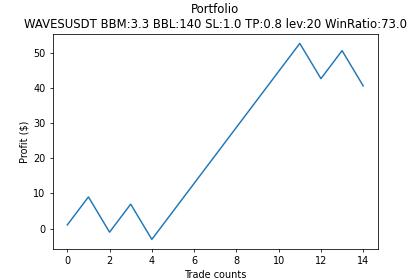 Portfolio
WAVESUSDT BBM:3.3 BBL:140 SL:1.0 TP:0.8 lev:20 WinRatio:73.0
50
40
30
20
10
0
Profit ($)
0 2 4 6 8 10 12 14
Trade counts